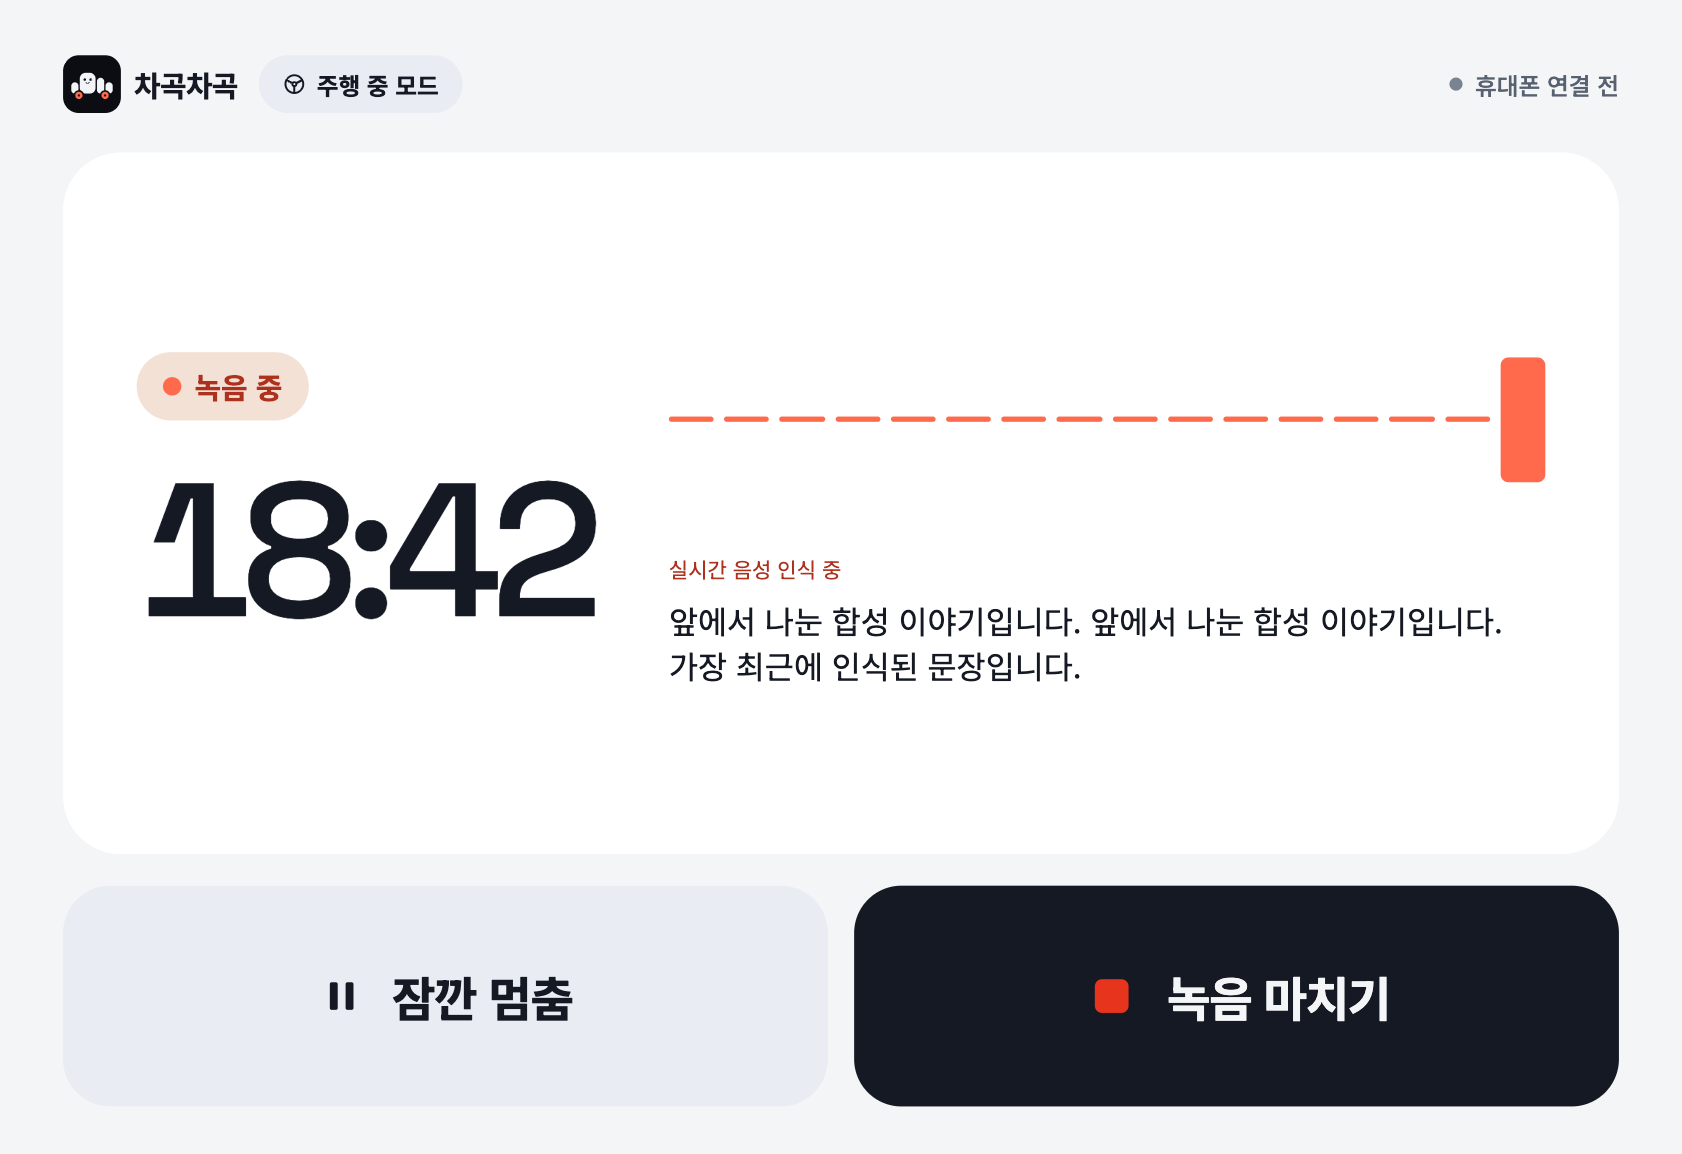 차곡차곡
주행 중 모드
휴대폰 연결 전
녹음 중
18:42
실시간 음성 인식 중
앞에서 나눈 합성 이야기입니다. 앞에서 나눈 합성 이야기입니다.
가장 최근에 인식된 문장입니다.
잠깐 멈춤
녹음 마치기